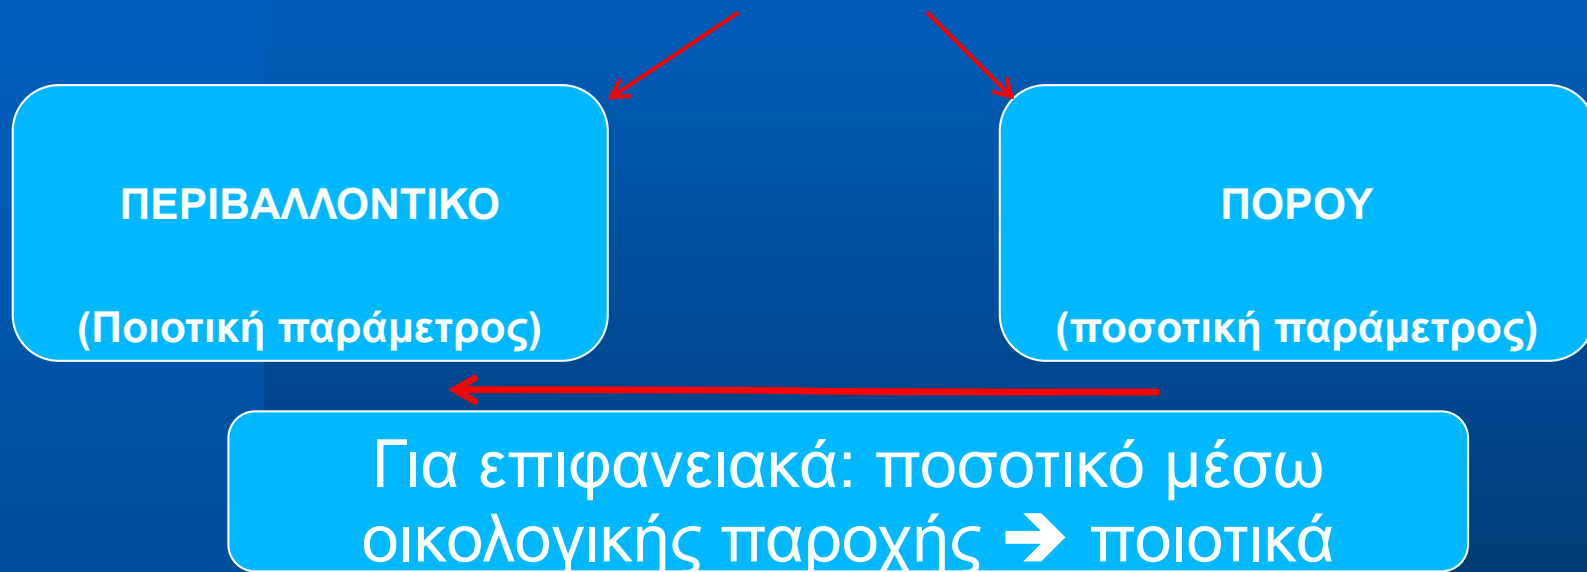 ΠΕΡΙΒΑΛΛΟΝΤΙΚΟ
(Ποιοτική παράμετρος)
ΠΟΡΟΥ
(ποσοτική παράμετρος)
Για επιφανειακά: ποσοτικό μέσω
οικολογικής παροχής ➔ ποιοτικά